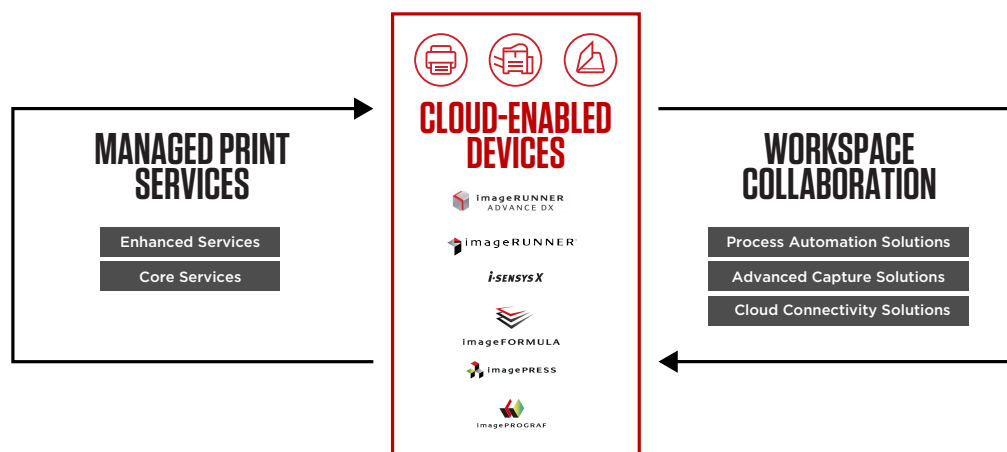 MANAGED PRINT
SERVICES
Enhanced Services
Core Services
CLOUD-ENABLED
DEVICES
imageRUNNER
ADVANCE DX
imageRUNNER
i-SENSYS X
imageFORMULA
imagePRESS
imagePROGRAF
WORKSPACE
COLLABORATION
Process Automation Solutions
Advanced Capture Solutions
Cloud Connectivity Solutions